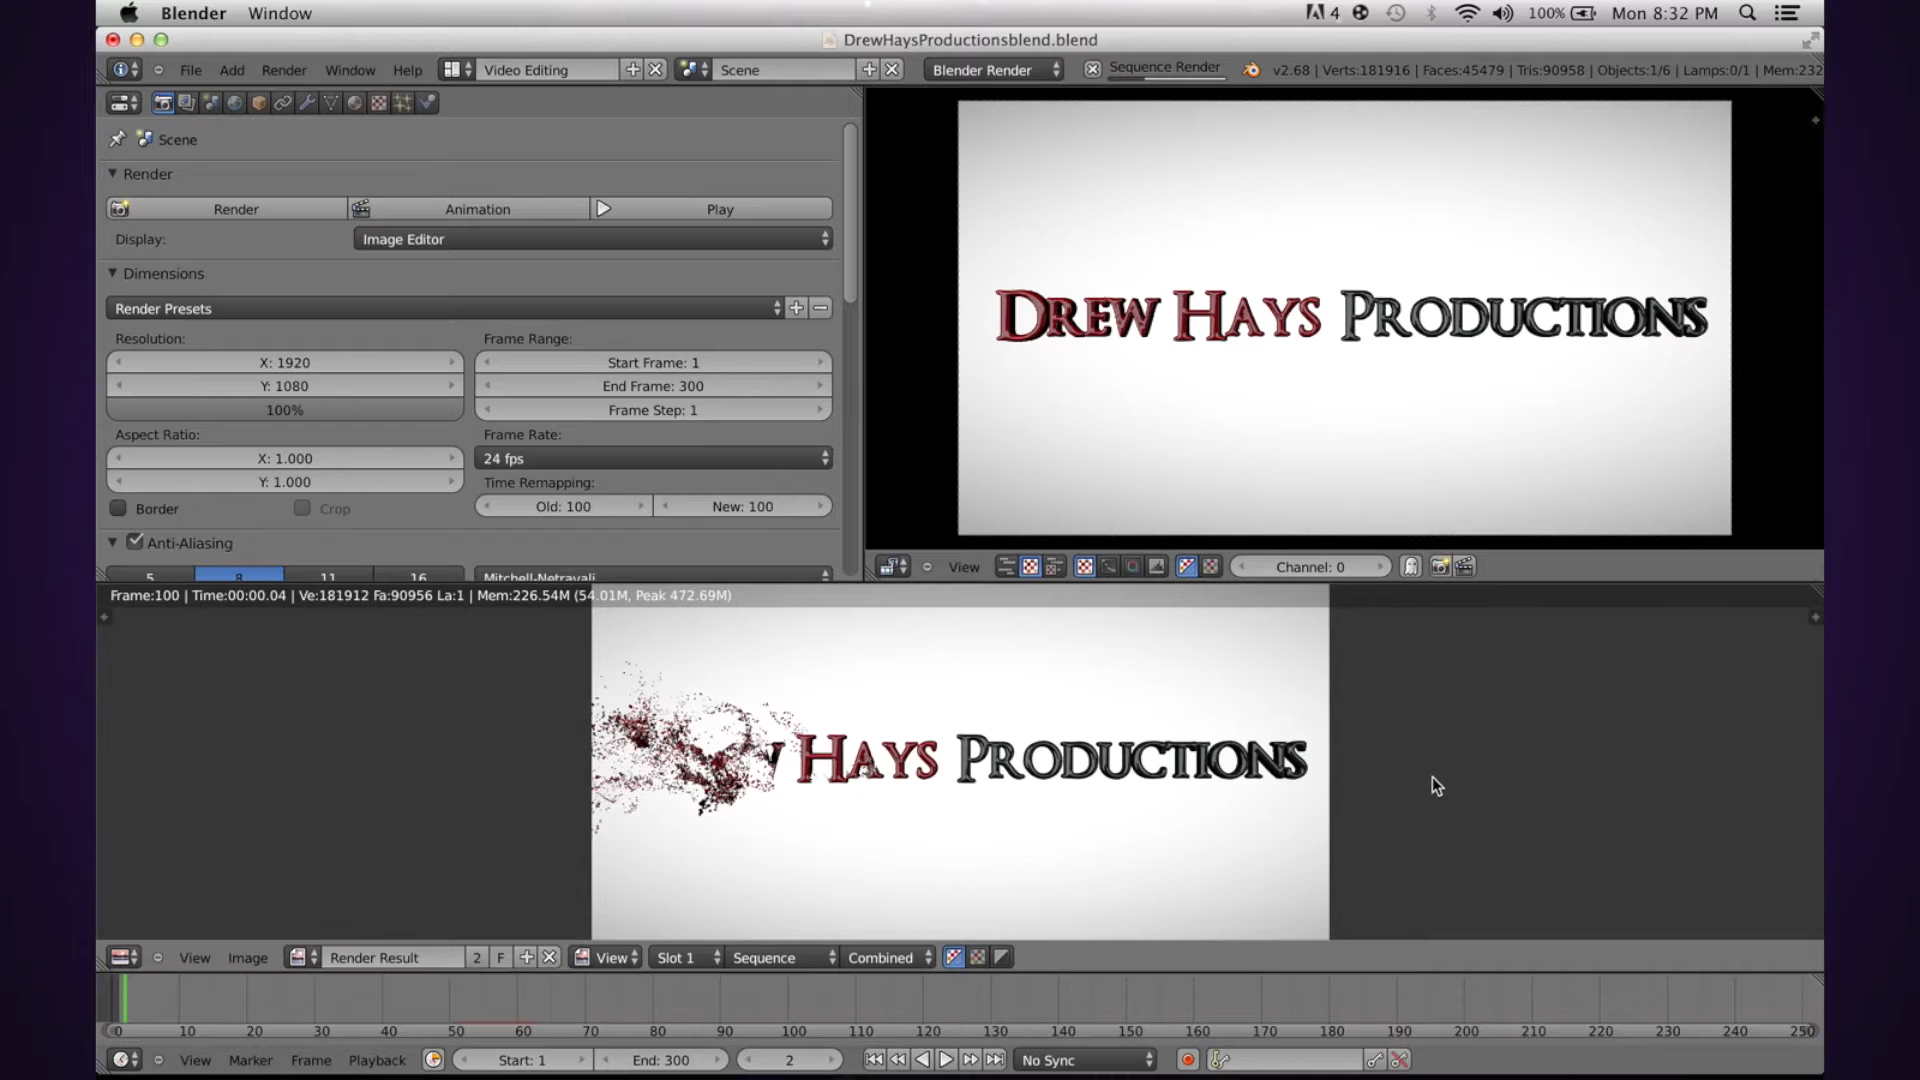 Blender Window 4 100% Mon 8:32 PM
DrewHaysProductionsblend.blend
File Add Render Window Help Video Editing Scene Blender Render Sequence Render v2.68 | Verts:181916 | Faces:45479 | Tris:90958 | Objects:1/6 | Lamps:0/1 | Mem:232
Scene
Render
Render Animation Play
Display: Image Editor
Dimensions
Render Presets
Resolution: Frame Range:
X: 1920 Start Frame: 1
Y: 1080 End Frame: 300
100% Frame Step: 1
Aspect Ratio: Frame Rate:
X: 1.000 24 fps
Y: 1.000 Time Remapping:
Border Crop Old: 100 New: 100
Anti-Aliasing
5 8 11 16 Mitchell-Netravali
DREW HAYS PRODUCTIONS
View Channel: 0
Frame:100 | Time:00:00.04 | Ve:181912 Fa:90956 La:1 | Mem:226.54M (54.01M, Peak 472.69M)
W HAYS PRODUCTIONS
View Image Render Result 2 F View Slot 1 Sequence Combined
0 10 20 30 40 50 60 70 80 90 100 110 120 130 140 150 160 170 180 190 200 210 220 230 240 250
View Marker Frame Playback Start: 1 End: 300 2 No Sync